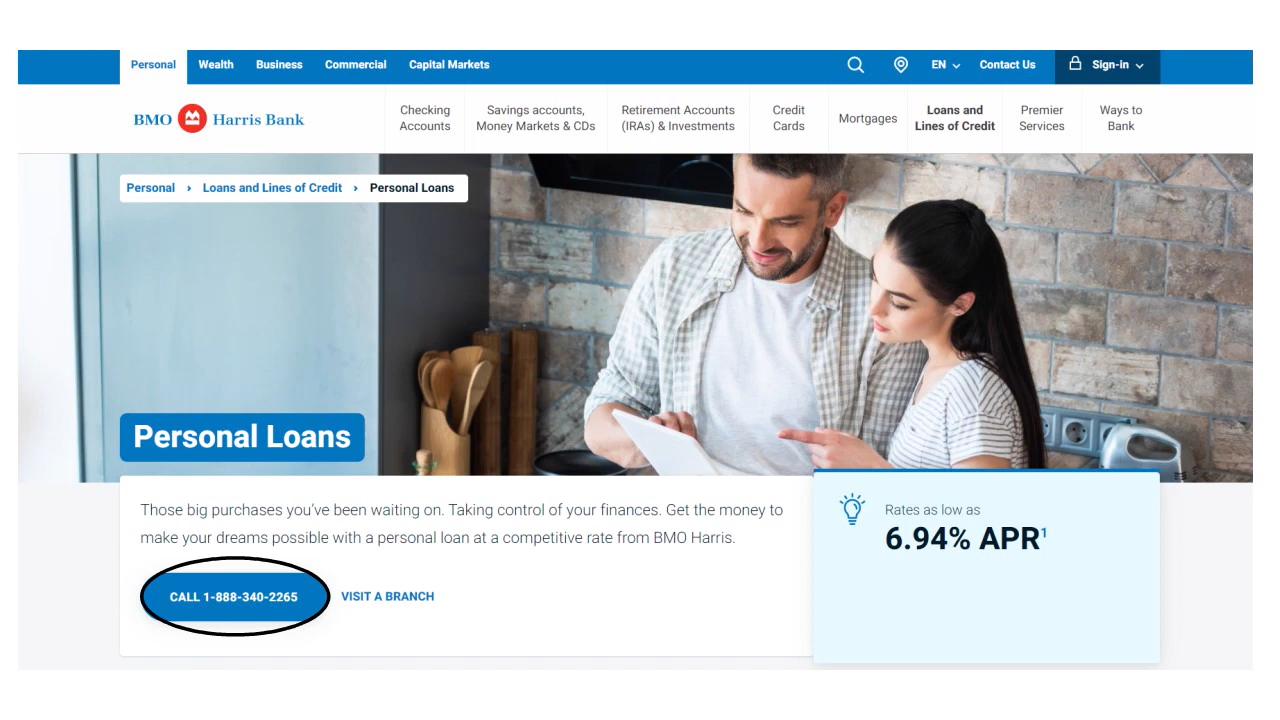 Personal Wealth Business Commercial Capital Markets EN Contact Us Sign-in
BMO Harris Bank
Checking
Accounts
Savings accounts,
Money Markets & CDs
Retirement Accounts
(IRAs) & Investments
Credit
Cards
Mortgages
Loans and
Lines of Credit
Premier
Services
Ways to
Bank
Personal › Loans and Lines of Credit › Personal Loans
Personal Loans
Those big purchases you've been waiting on. Taking control of your finances. Get the money to
make your dreams possible with a personal loan at a competitive rate from BMO Harris.
CALL 1-888-340-2265 VISIT A BRANCH
Rates as low as
6.94% APR¹